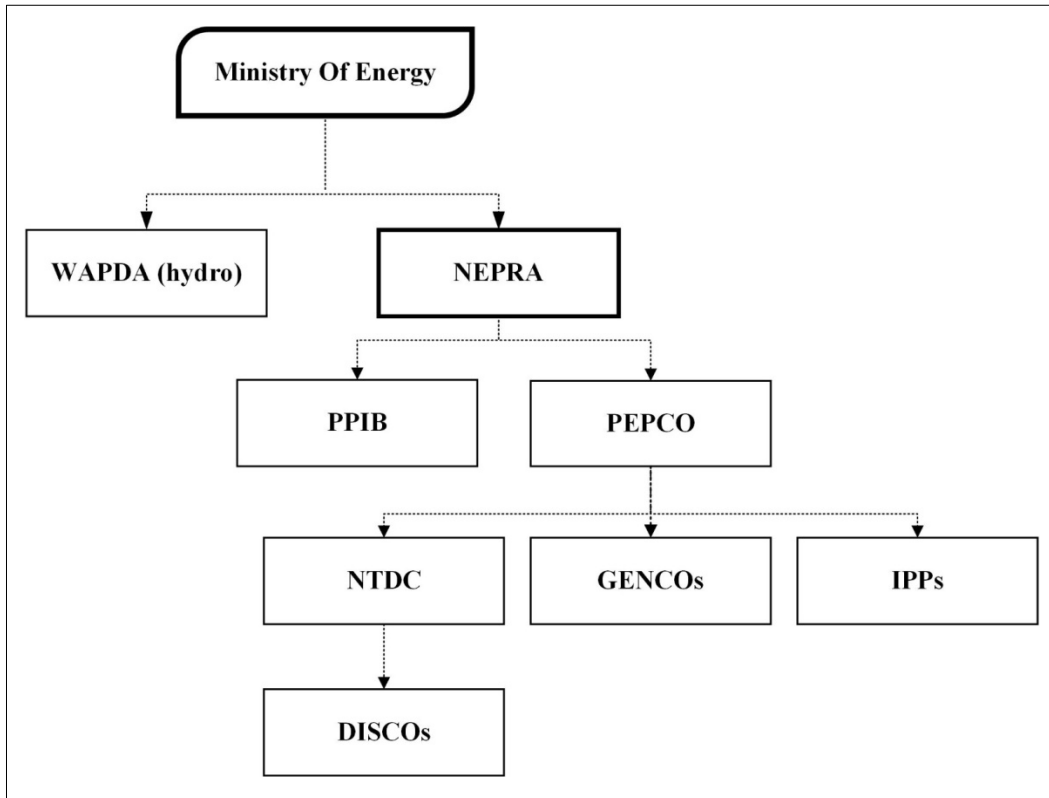 Ministry Of Energy
WAPDA (hydro)
NEPRA
PPIB
PEPCO
NTDC
GENCOs
IPPs
DISCOs